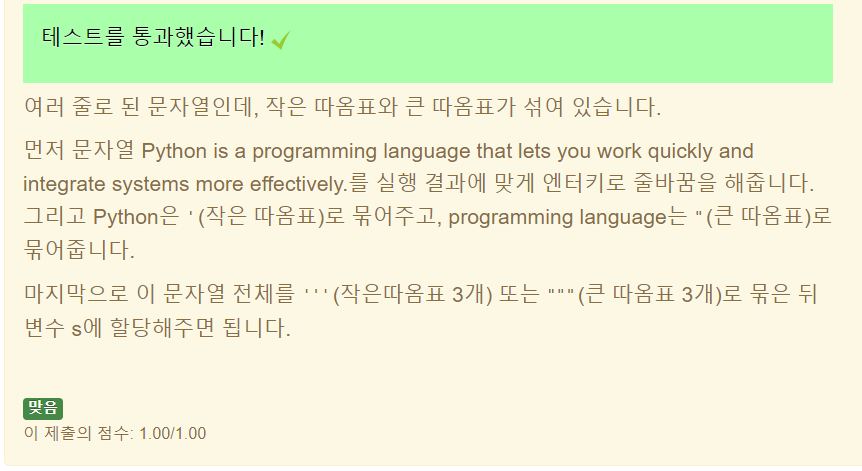 테스트를 통과했습니다!
여러 줄로 된 문자열인데, 작은 따옴표와 큰 따옴표가 섞여 있습니다.
먼저 문자열 Python is a programming language that lets you work quickly and
integrate systems more effectively.를 실행 결과에 맞게 엔터키로 줄바꿈을 해줍니다.
그리고 Python은 '(작은 따옴표)로 묶어주고, programming language는 "(큰 따옴표)로
묶어줍니다.
마지막으로 이 문자열 전체를 '''(작은따옴표 3개) 또는 """(큰 따옴표 3개)로 묶은 뒤
변수 s에 할당해주면 됩니다.
맞음
이 제출의 점수: 1.00/1.00